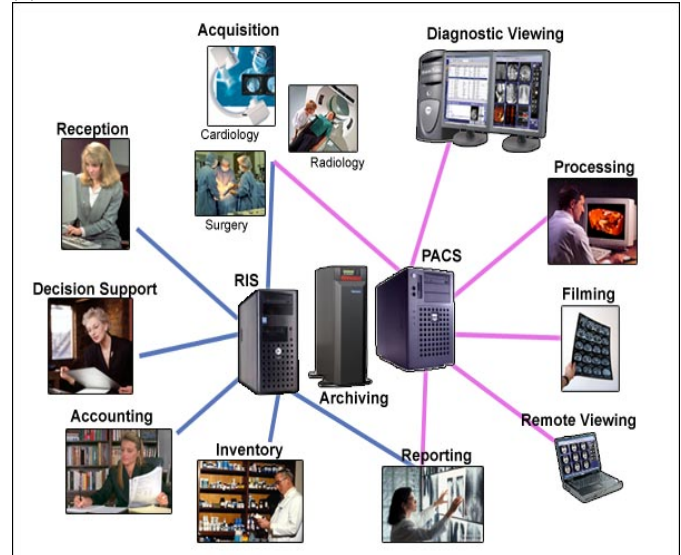 Acquisition
Diagnostic Viewing
Cardiology
Reception
Radiology
Processing
Surgery
RIS
PACS
Decision Support
Filming
Archiving
Accounting
Remote Viewing
Inventory
Reporting